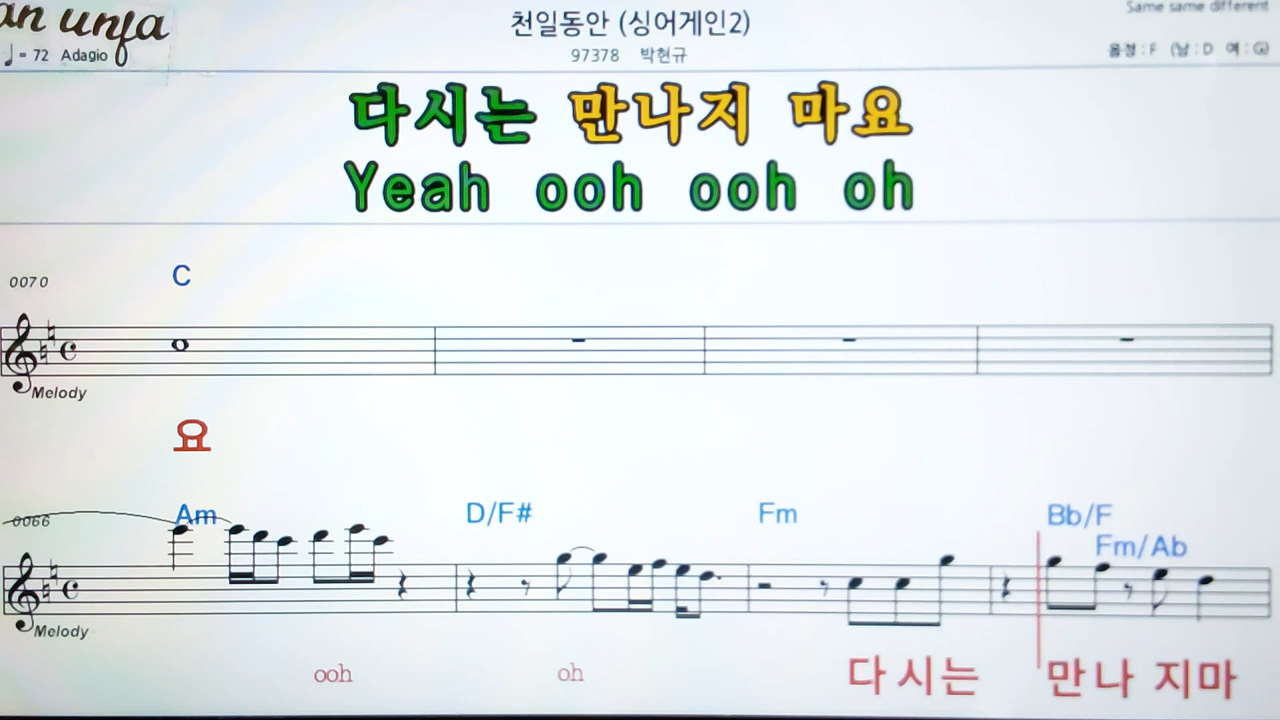 an unfa
♩= 72 Adagio
천일동안 (싱어게인2)
97378 박현규
Same same different
음정 : F (남 : D 여 : G)
다시는 만나지 마요
Yeah ooh ooh oh
0070
C
Melody
요
0066
Am D/F# Fm Bb/F
Fm/Ab
Melody
ooh oh 다시는 만나 지마